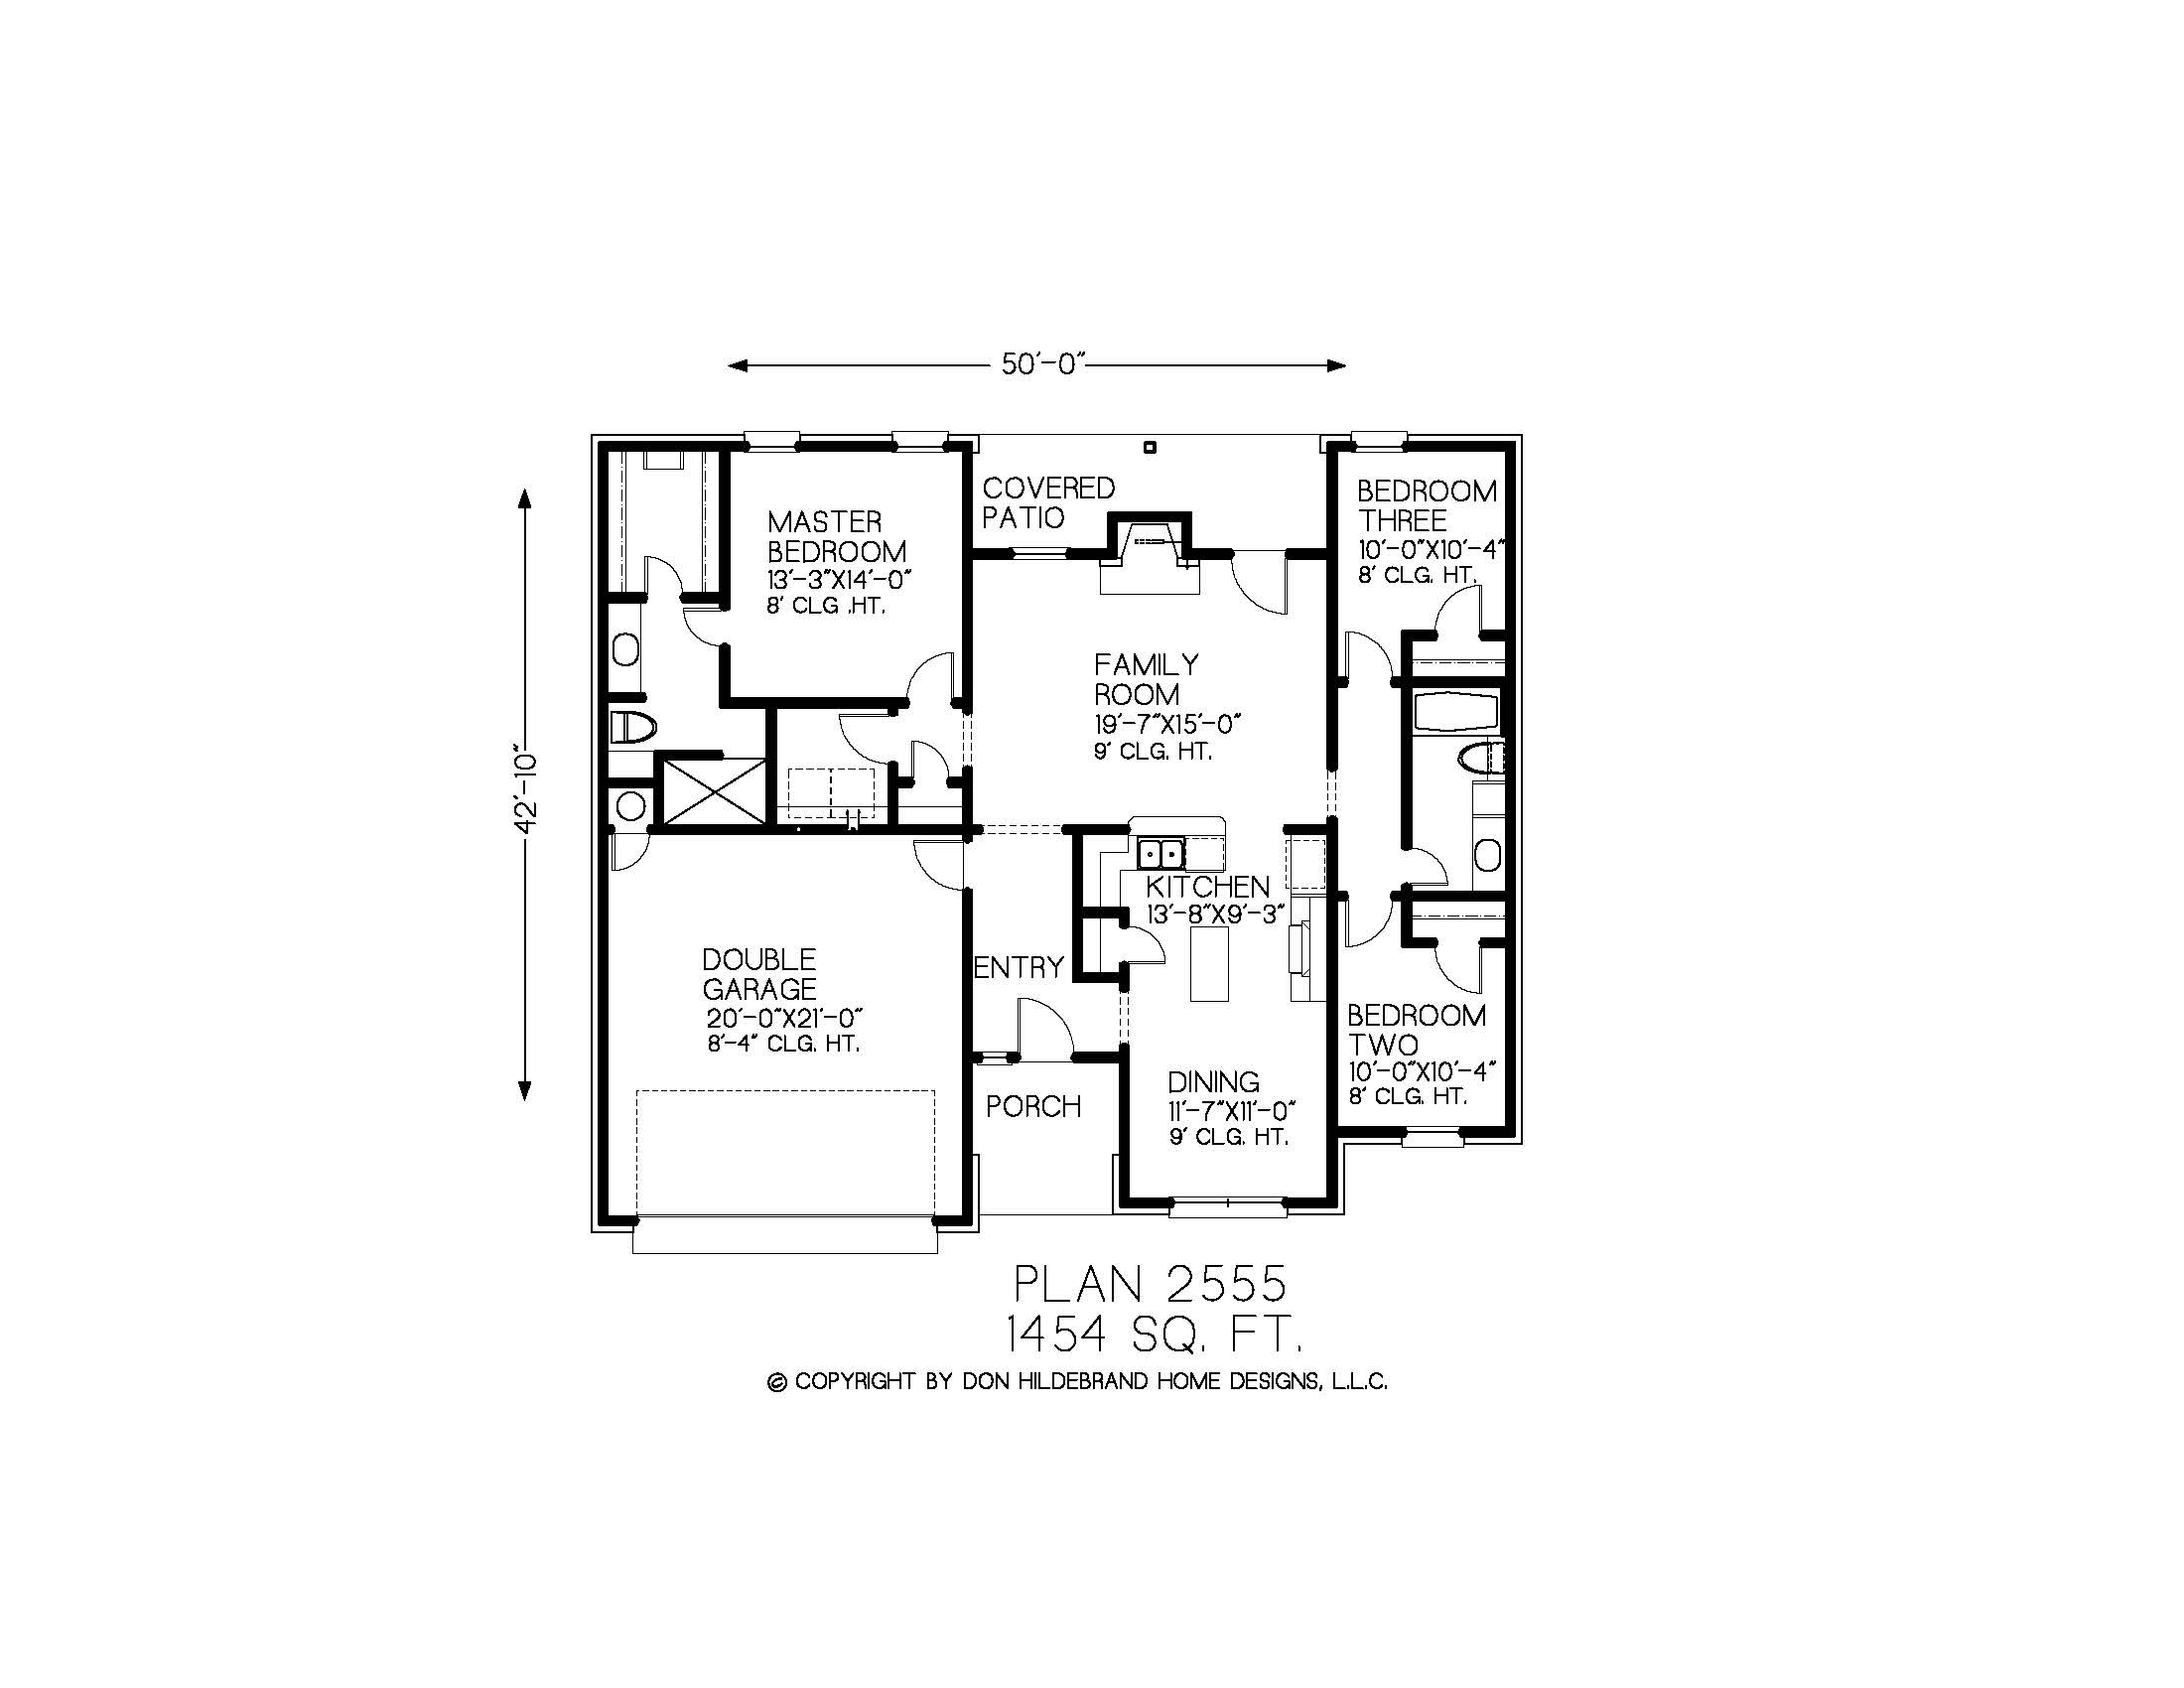 50'-0"
COVERED
PATIO
BEDROOM
THREE
10'-0"X10'-4"
8' CLG. HT.
MASTER
BEDROOM
13'-3"X14'-0"
8' CLG .HT.
FAMILY
ROOM
19'-7"X15'-0"
9' CLG. HT.
42'-10"
KITCHEN
13'-8"X9'-3"
DOUBLE
GARAGE
20'-0"X21'-0"
8'-4" CLG. HT.
ENTRY
BEDROOM
TWO
10'-0"X10'-4"
8' CLG. HT.
PORCH
DINING
11'-7"X11'-0"
9' CLG. HT.
PLAN 2555
1454 SQ. FT.
© COPYRIGHT BY DON HILDEBRAND HOME DESIGNS, L.L.C.